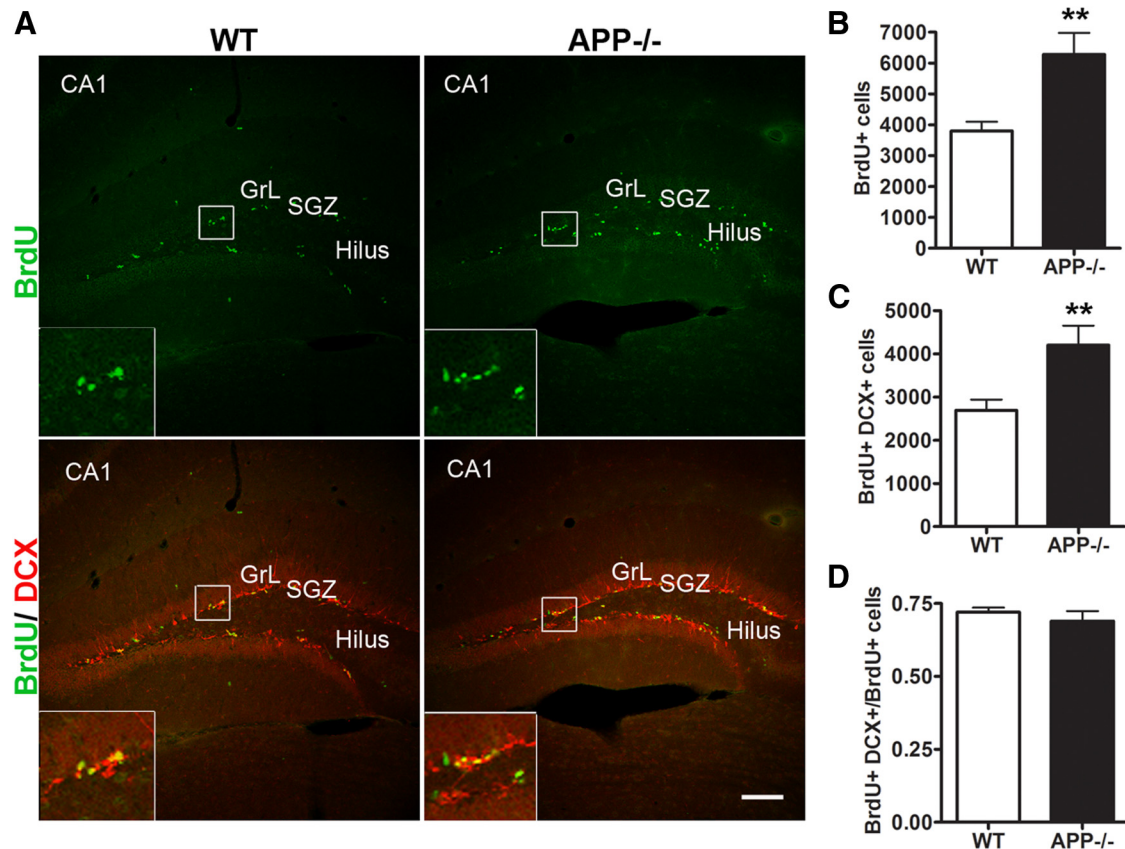 A
WT
APP-/-
BrdU
CA1
GrL
SGZ
Hilus
CA1
GrL
SGZ
Hilus
BrdU/ DCX
CA1
GrL
SGZ
Hilus
CA1
GrL
SGZ
Hilus
B
BrdU+ cells
7000
6000
5000
4000
3000
2000
1000
0
**
WT
APP-/-
C
BrdU+ DCX+ cells
5000
4000
3000
2000
1000
0
**
WT
APP-/-
D
BrdU+ DCX+/BrdU+ cells
0.75
0.50
0.25
0.00
WT
APP-/-